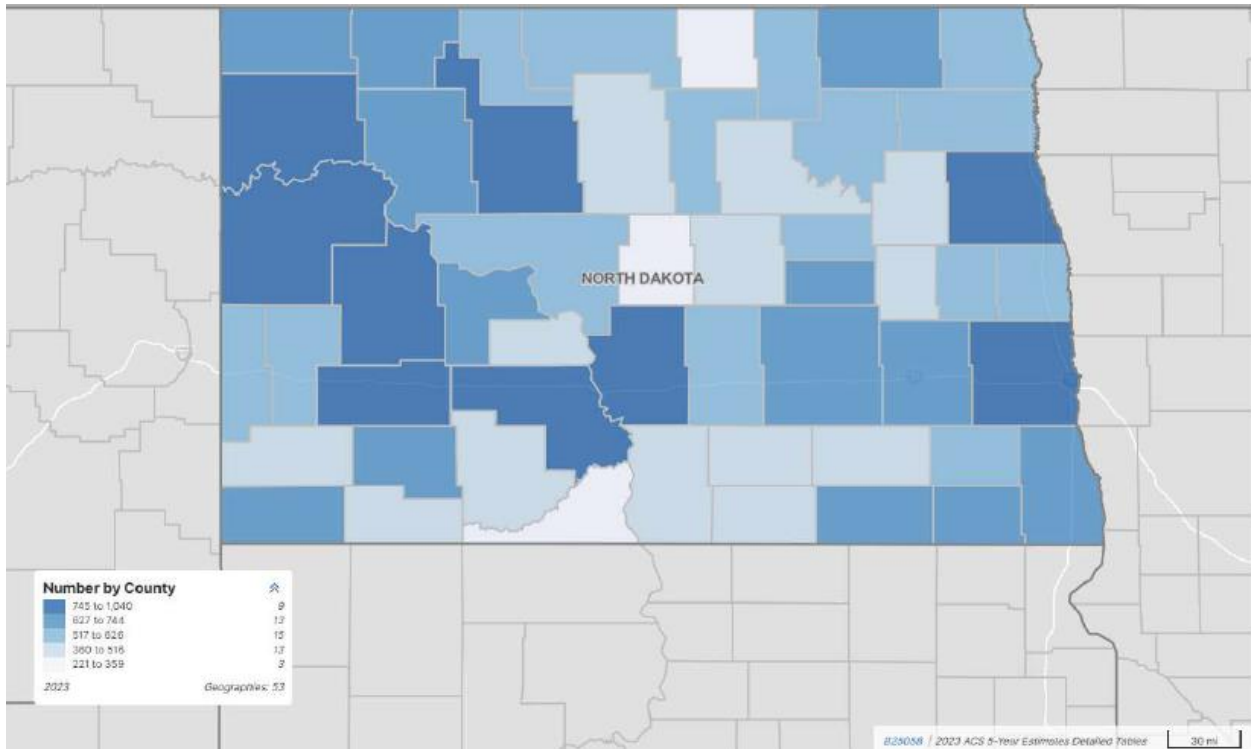 NORTH DAKOTA
Number by County
745 to 1,040 9
627 to 744 13
517 to 626 15
360 to 516 13
221 to 359 3
2023 Geographies: 53
B25058 / 2023 ACS 5-Year Estimates Detailed Tables
30 mi